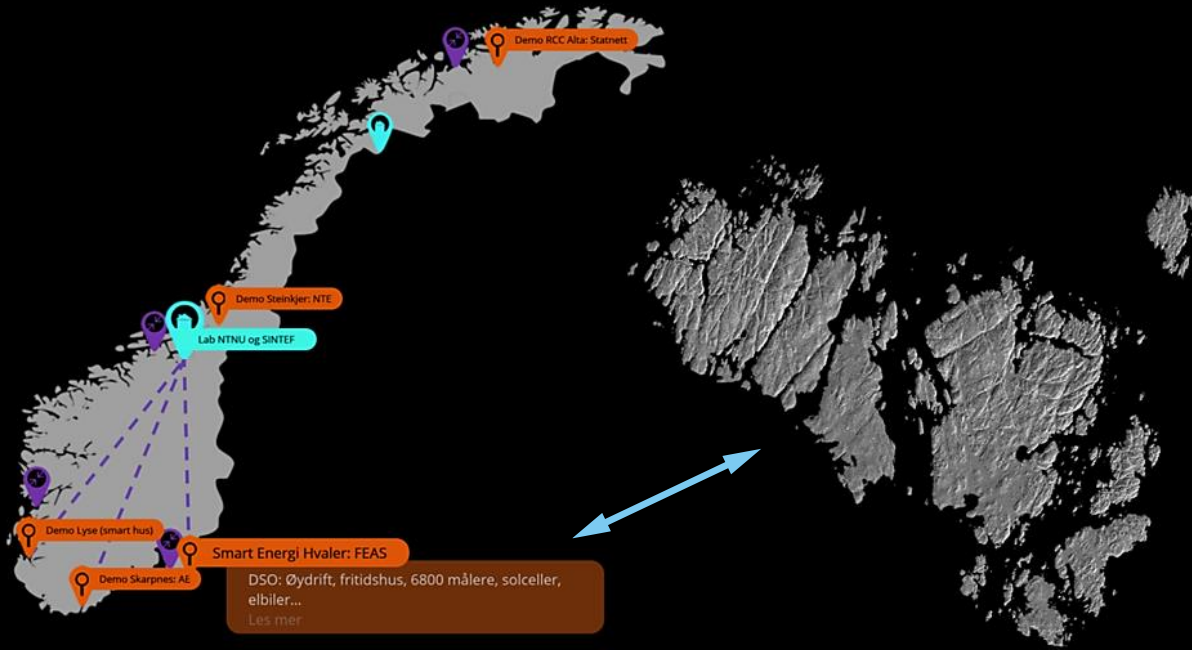 Demo RCC Alta: Statnett
Demo Steinkjer: NTE
Lab NTNU og SINTEF
Demo Lyse (smart hus)
Smart Energi Hvaler: FEAS
Demo Skarpnes: AE
DSO: Øydrift, fritidshus, 6800 målere, solceller,
elbiler...
Les mer